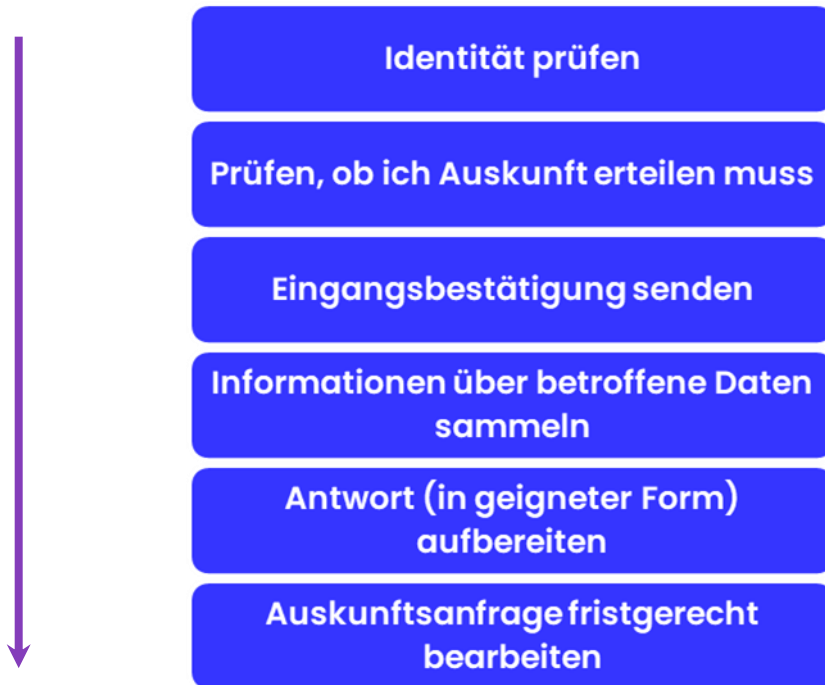 Identität prüfen
Prüfen, ob ich Auskunft erteilen muss
Eingangsbestätigung senden
Informationen über betroffene Daten
sammeln
Antwort (in geigneter Form)
aufbereiten
Auskunftsanfrage fristgerecht
bearbeiten